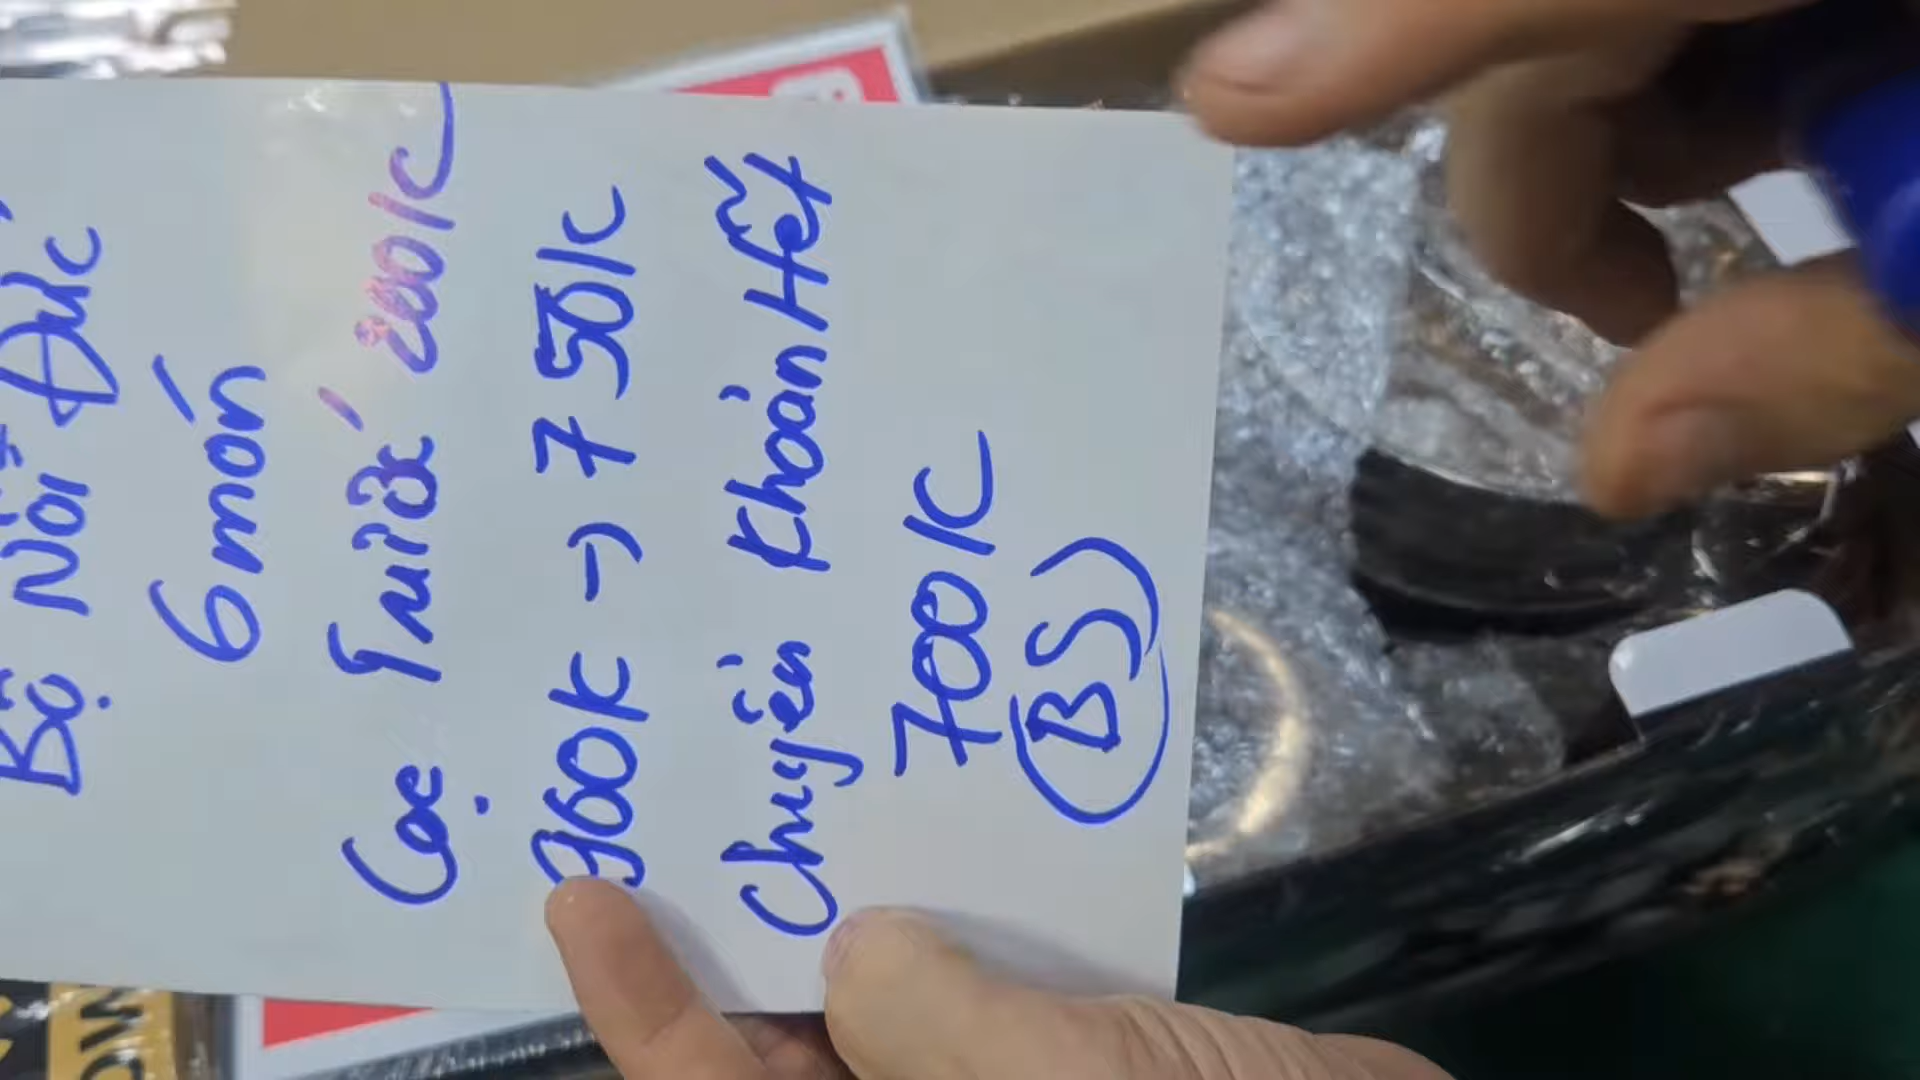 Bộ Nồi Đức
6 món
Cọc Trước 200K
900K → 750K
Chuyển Khoản Hết
700K
BS